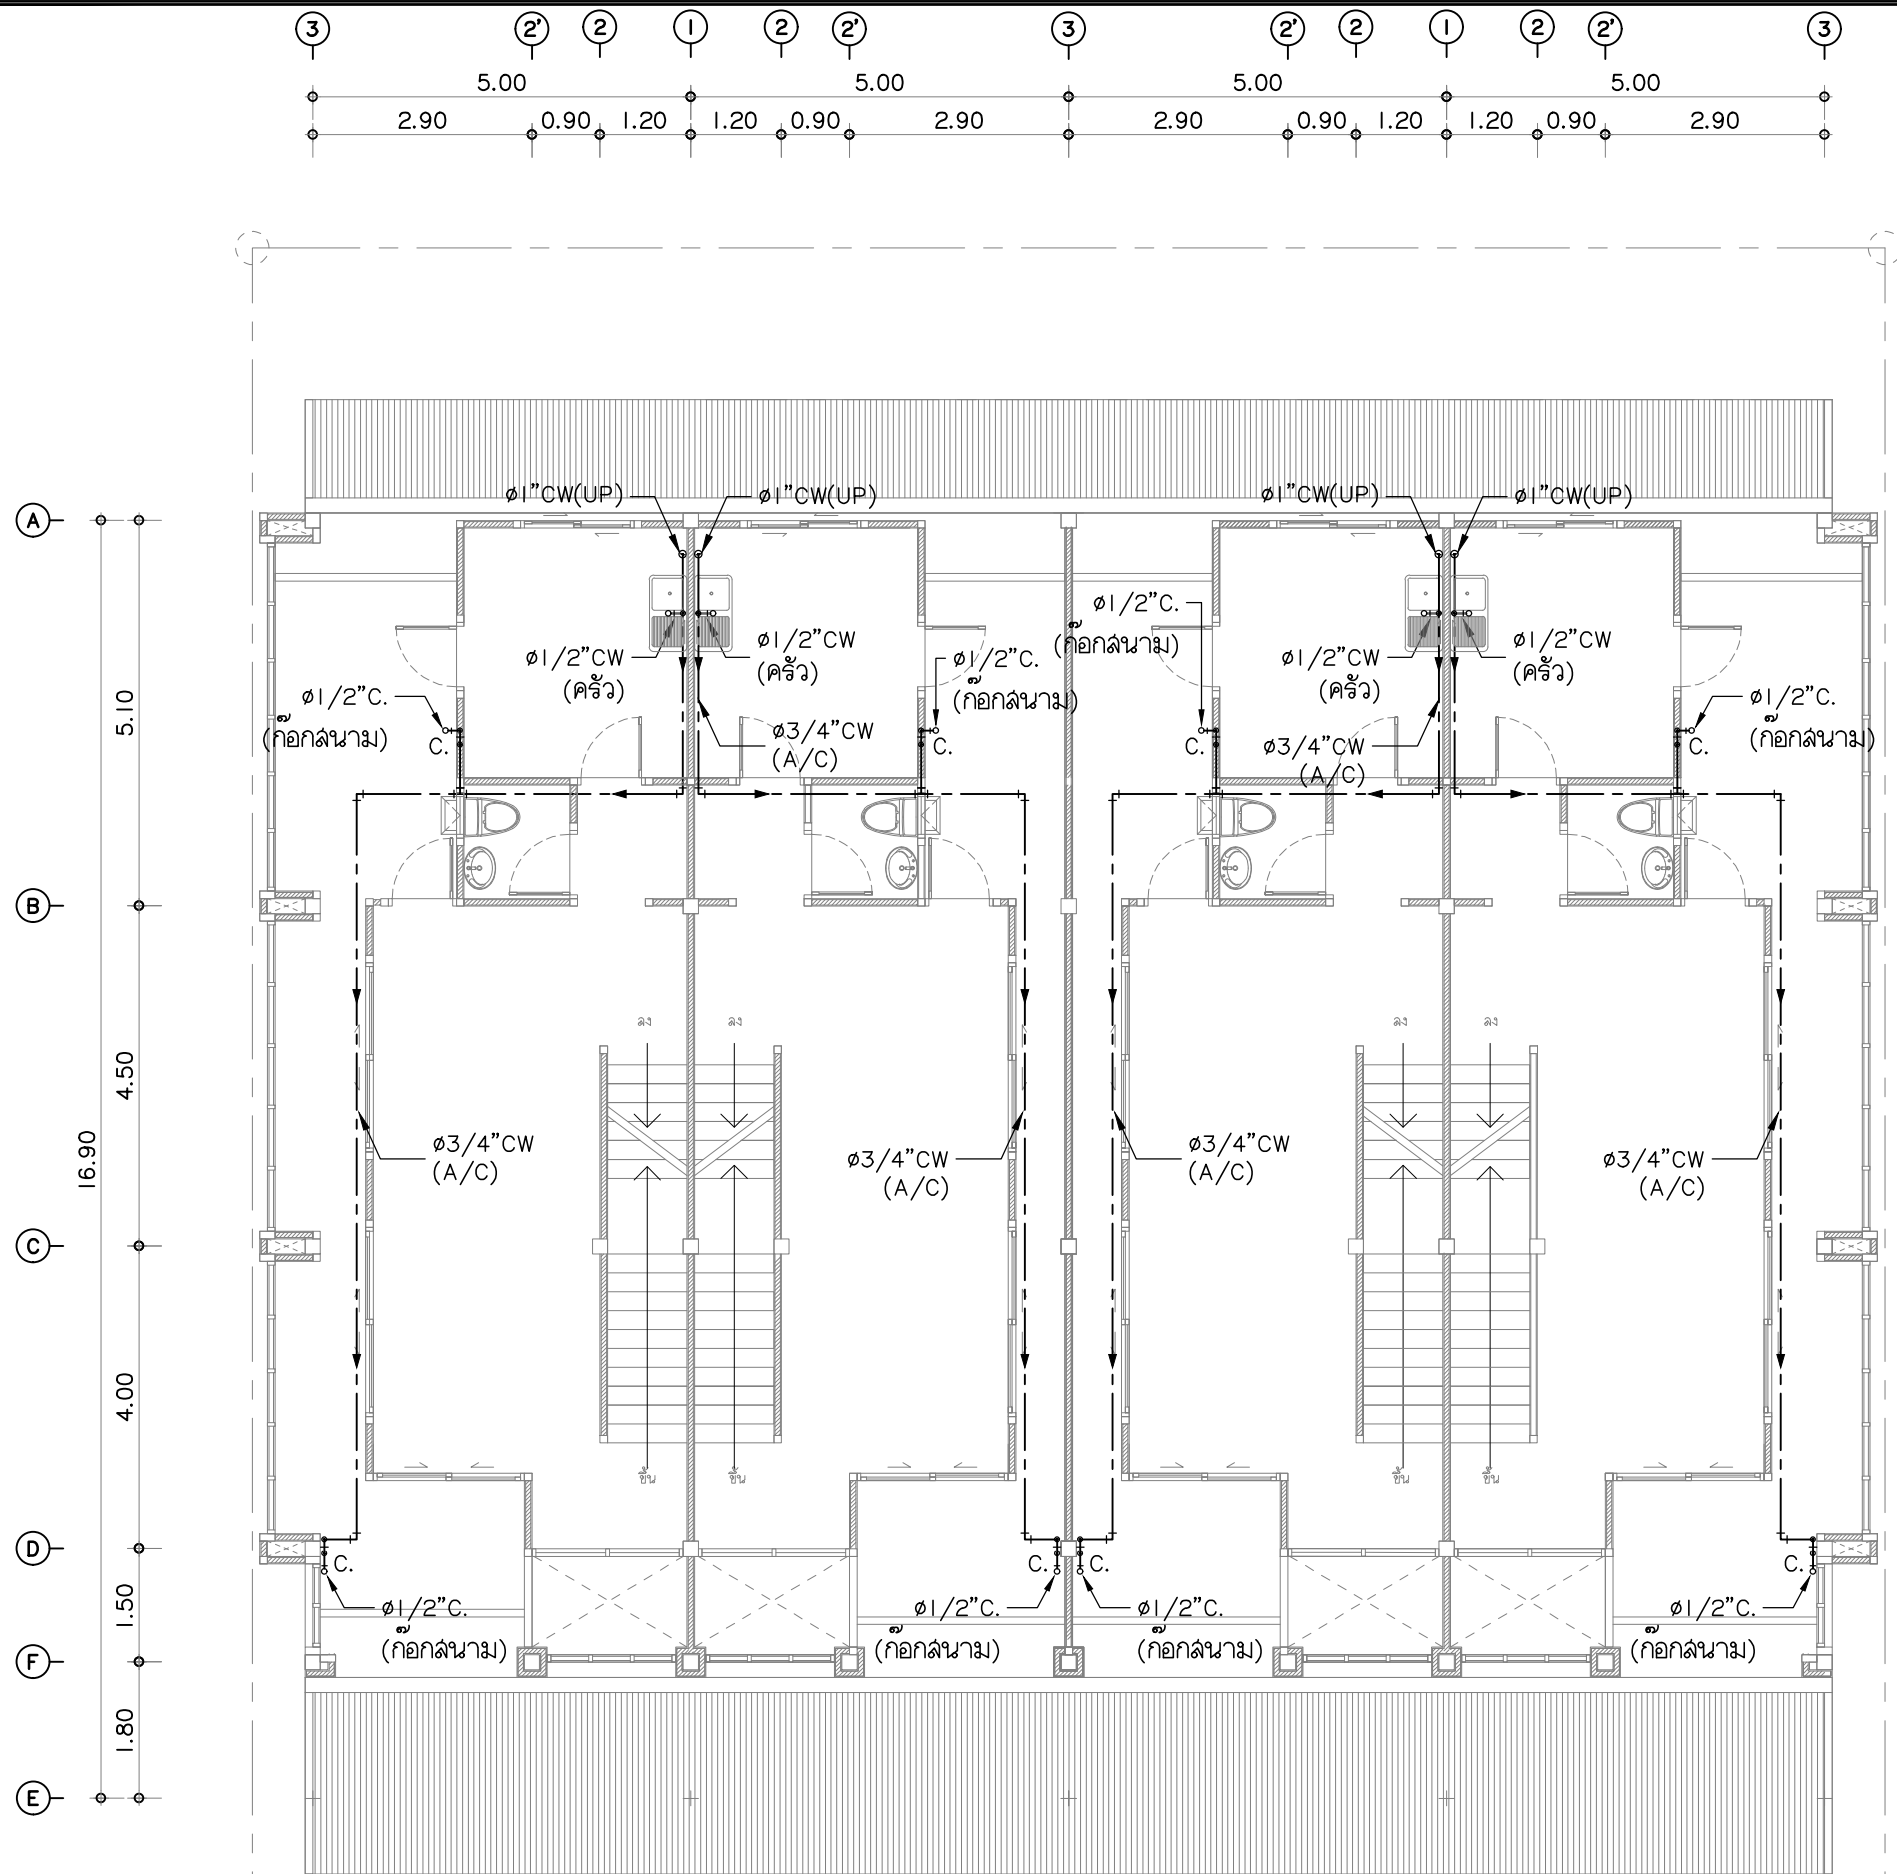 3 2' 2 1 2 2' 3 2' 2 1 2 2' 3
5.00 5.00 5.00 5.00
2.90 0.90 1.20 1.20 0.90 2.90 2.90 0.90 1.20 1.20 0.90 2.90
ø1"CW(UP) ø1"CW(UP) ø1"CW(UP) ø1"CW(UP)
A
ø1/2"C.
(ก๊อกสนาม)
ø1/2"CW
(ครัว)
ø1/2"CW
(ครัว)
ø1/2"C.
(ก๊อกสนาม)
ø1/2"CW
(ครัว)
ø1/2"CW
(ครัว)
ø1/2"C.
(ก๊อกสนาม)
ø1/2"C.
(ก๊อกสนาม)
5.10
C. C. C. C.
ø3/4"CW
(A/C)
ø3/4"CW
(A/C)
B
ลง ลง ลง ลง
4.50
16.90
ø3/4"CW
(A/C)
ø3/4"CW
(A/C)
ø3/4"CW
(A/C)
ø3/4"CW
(A/C)
C
4.00
ขึ้น ขึ้น ขึ้น ขึ้น
D
C. C. C. C.
1.50
ø1/2"C.
(ก๊อกสนาม)
ø1/2"C.
(ก๊อกสนาม)
ø1/2"C.
(ก๊อกสนาม)
ø1/2"C.
(ก๊อกสนาม)
F
1.80
E